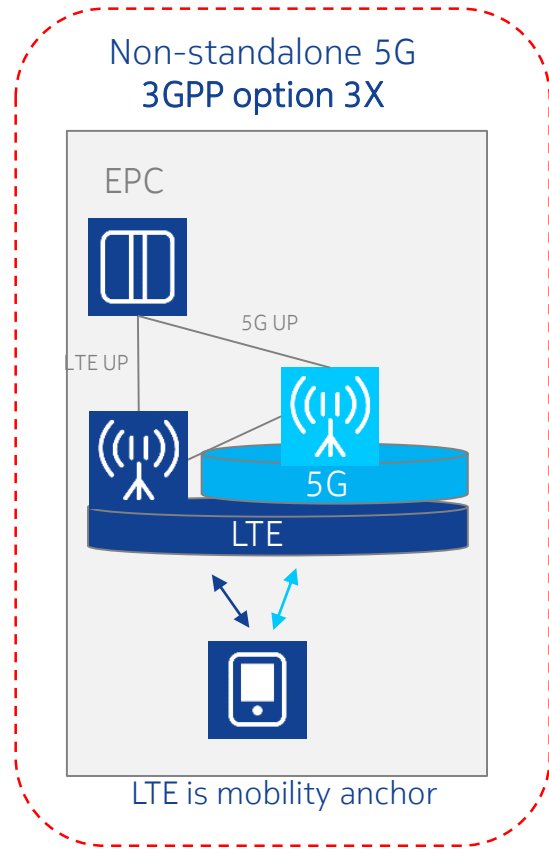 Non-standalone 5G
3GPP option 3X
EPC
5G UP
LTE UP
5G
LTE
LTE is mobility anchor